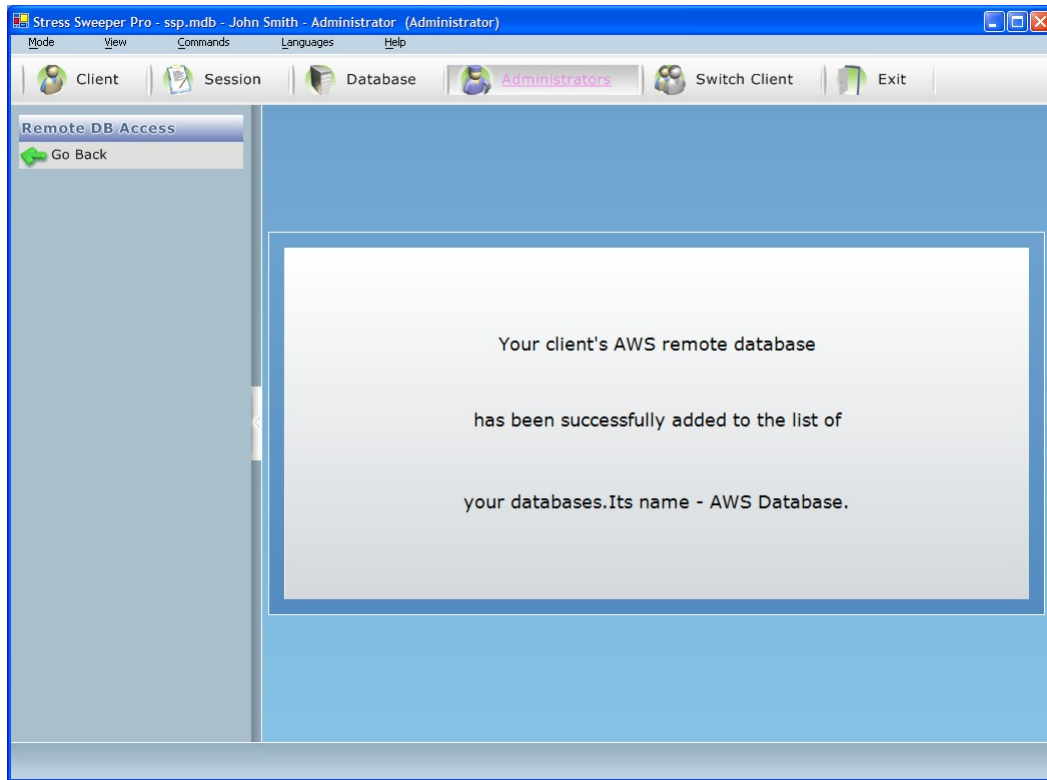 Stress Sweeper Pro - ssp.mdb - John Smith - Administrator (Administrator)
Mode View Commands Languages Help
Client Session Database Administrators Switch Client Exit
Remote DB Access
Go Back
Your client's AWS remote database
has been successfully added to the list of
your databases.Its name - AWS Database.